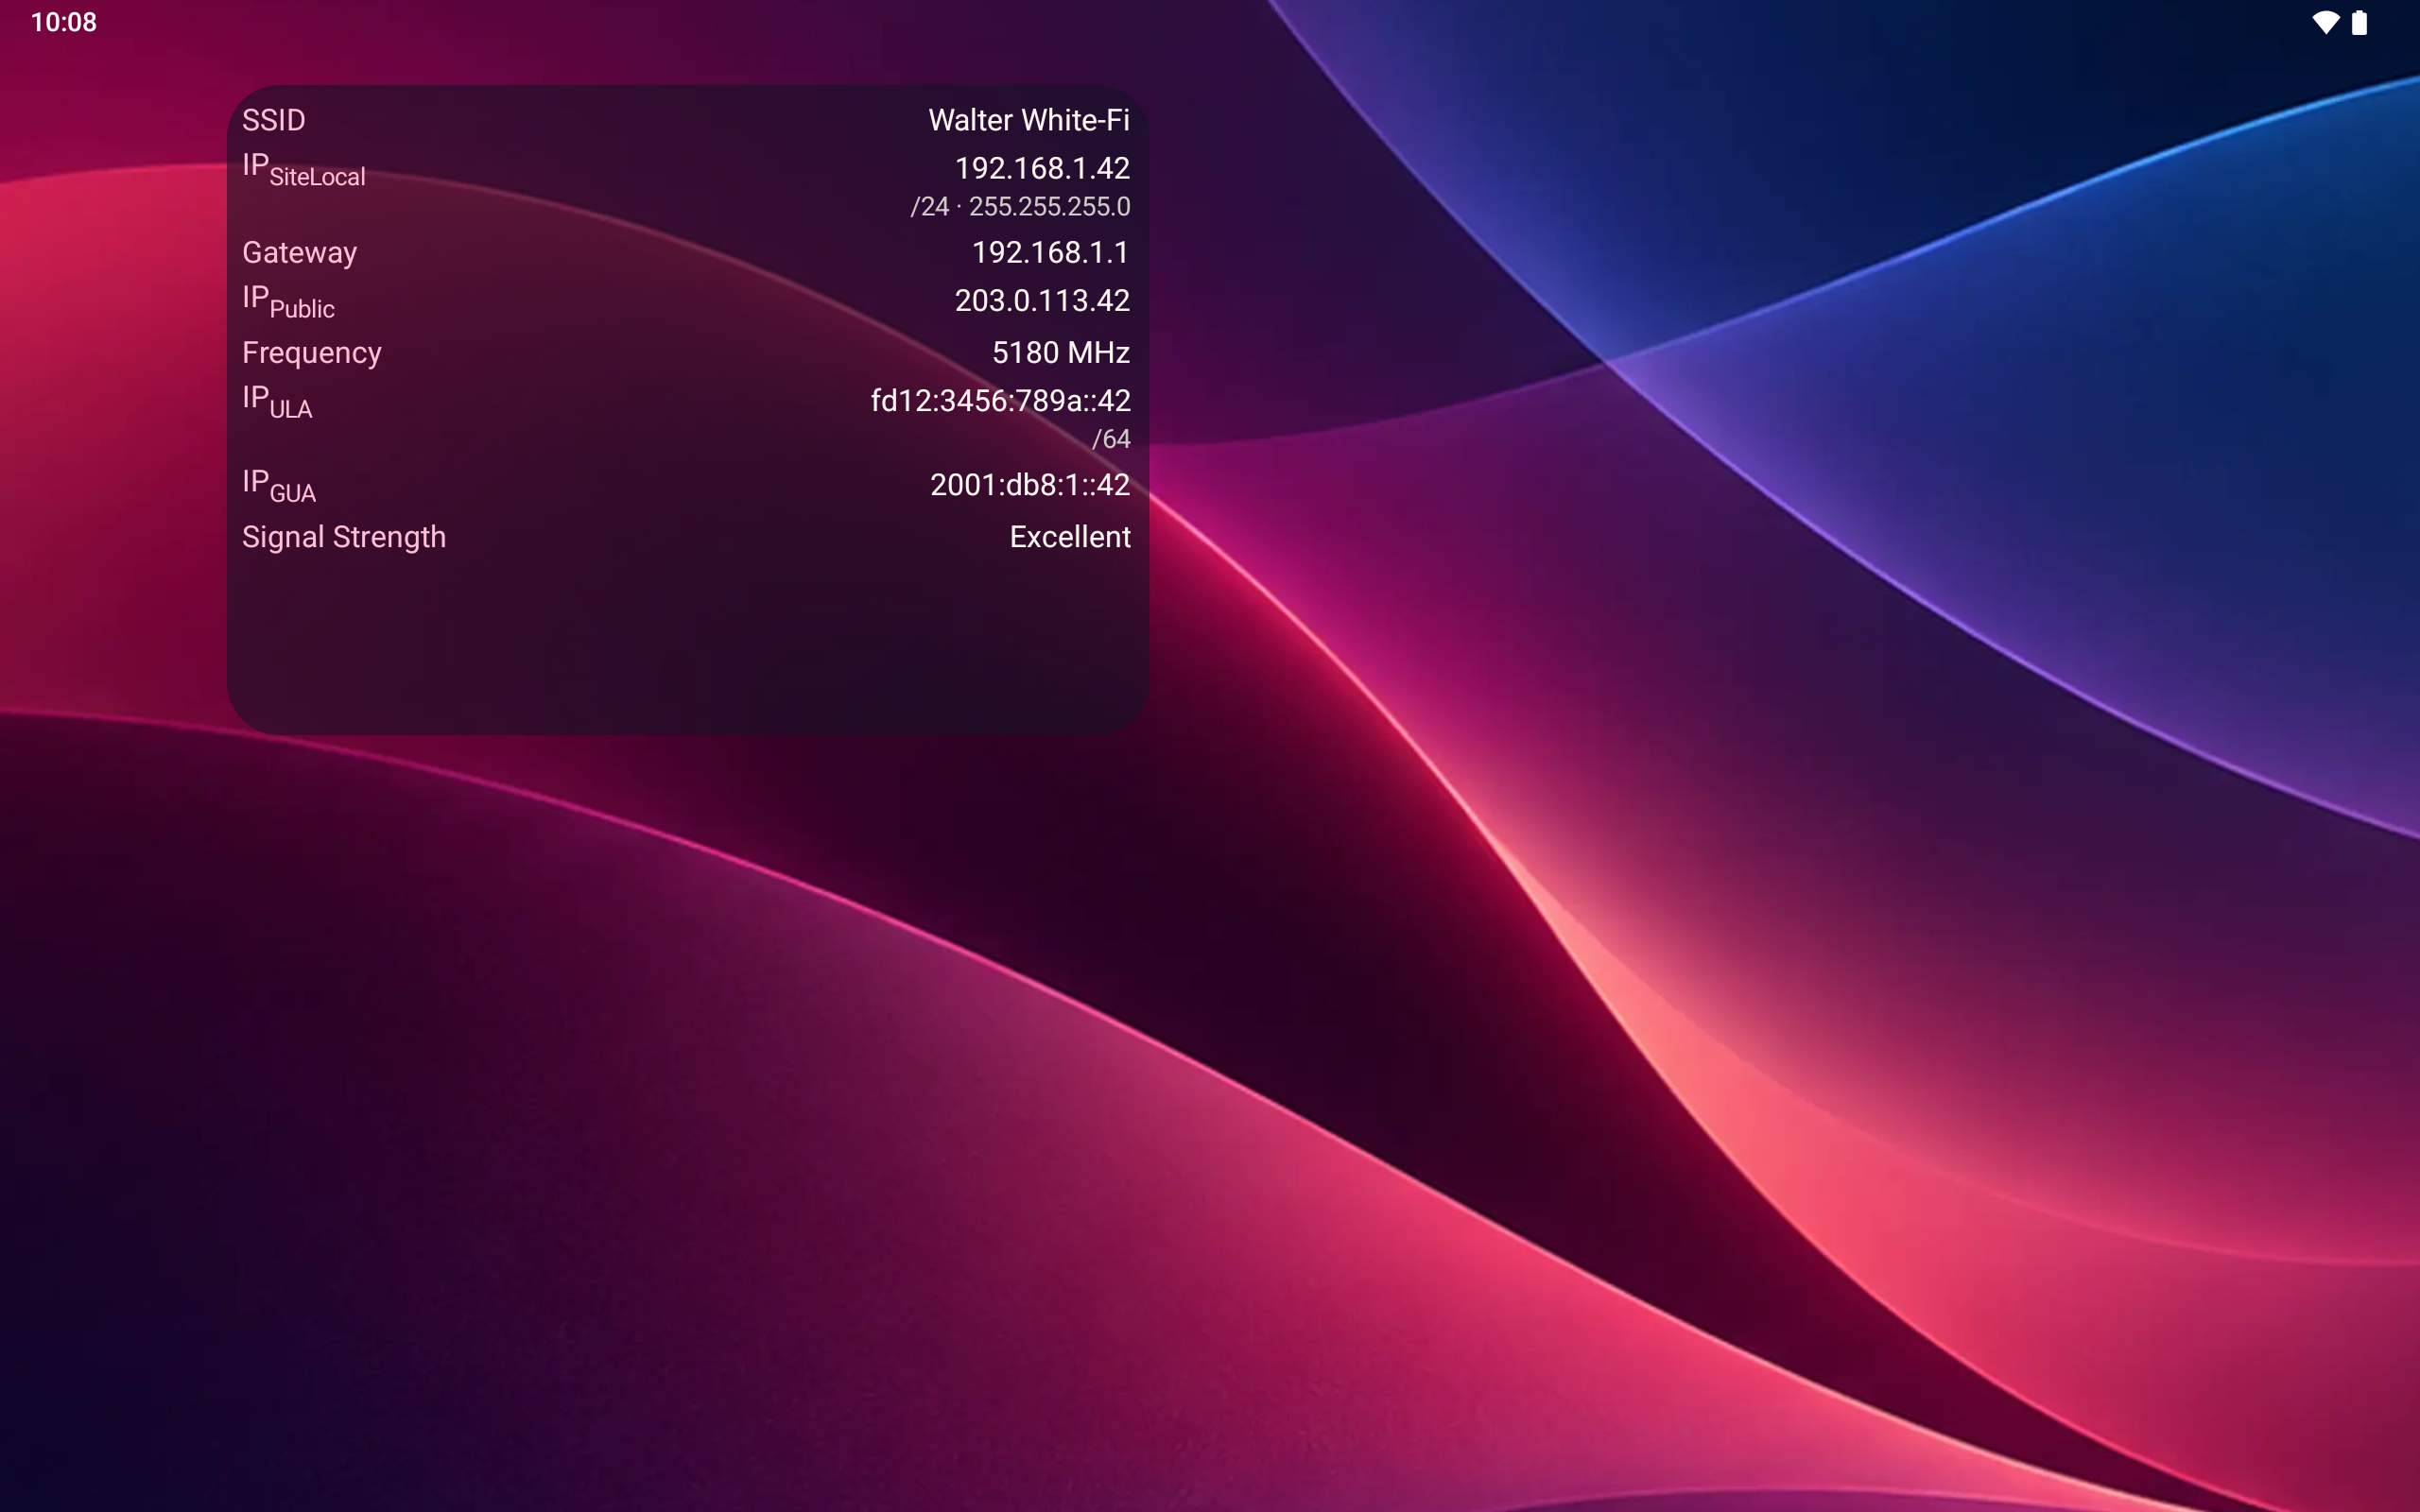 10:08
SSID Walter White-Fi
IPSiteLocal 192.168.1.42
/24 · 255.255.255.0
Gateway 192.168.1.1
IPPublic 203.0.113.42
Frequency 5180 MHz
IPULA fd12:3456:789a::42
/64
IPGUA 2001:db8:1::42
Signal Strength Excellent